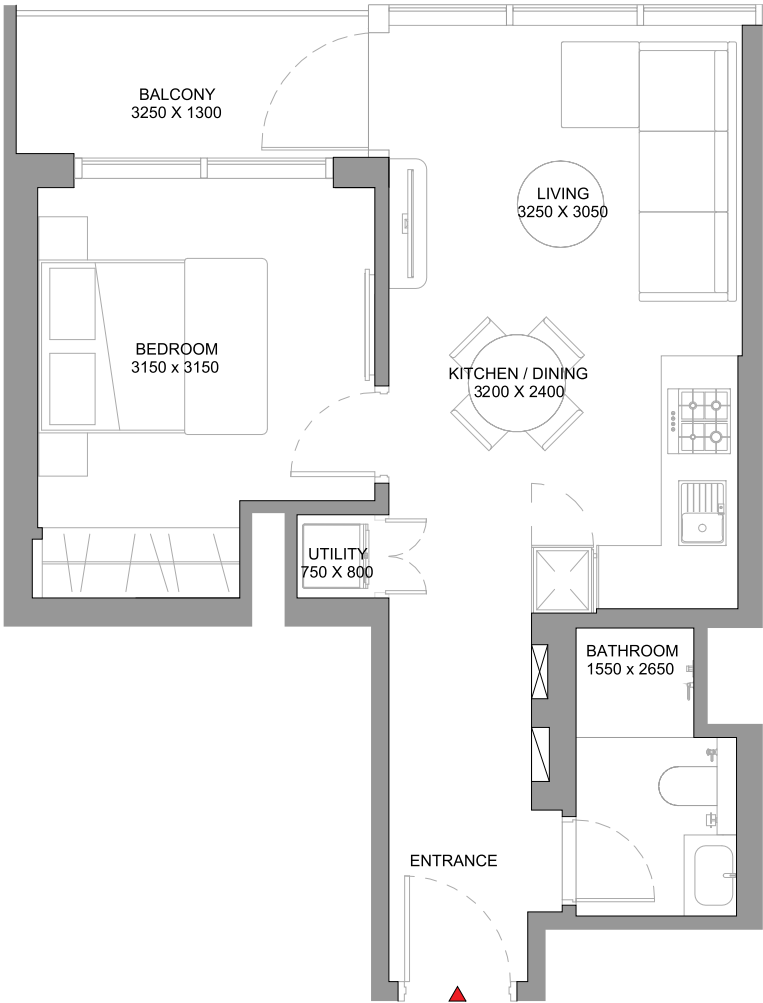 BALCONY
3250 X 1300
LIVING
3250 X 3050
BEDROOM
3150 x 3150
KITCHEN / DINING
3200 X 2400
UTILITY
750 X 800
BATHROOM
1550 x 2650
ENTRANCE